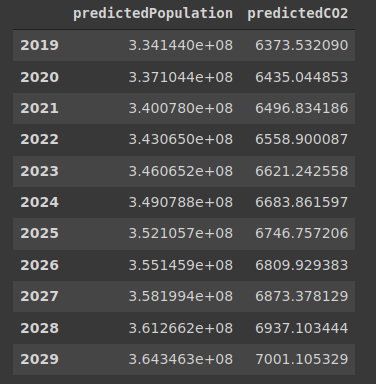 predictedPopulation predictedCO2
2019 3.341440e+08 6373.532090
2020 3.371044e+08 6435.044853
2021 3.400780e+08 6496.834186
2022 3.430650e+08 6558.900087
2023 3.460652e+08 6621.242558
2024 3.490788e+08 6683.861597
2025 3.521057e+08 6746.757206
2026 3.551459e+08 6809.929383
2027 3.581994e+08 6873.378129
2028 3.612662e+08 6937.103444
2029 3.643463e+08 7001.105329